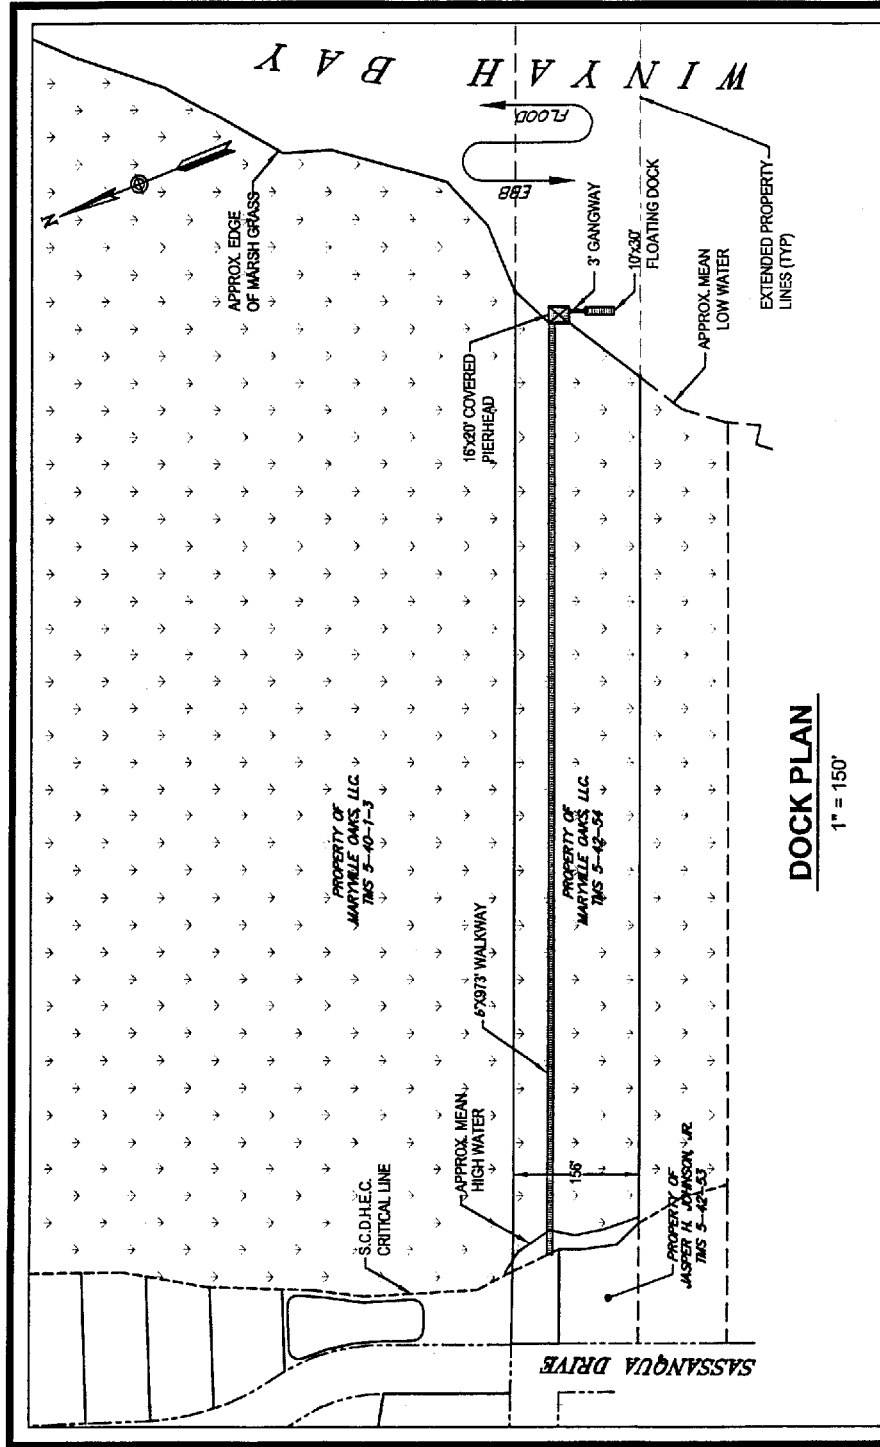 WINYAH BAY
N
APPROX. EDGE
OF MARSH GRASS
FLOOD
EBB
3' GANGWAY
10'x30'
FLOATING DOCK
16'x20' COVERED
PIERHEAD
EXTENDED PROPERTY
LINES (TYP)
APPROX. MEAN
LOW WATER
PROPERTY OF
MARYVILLE OAKS, LLC.
TMS 5-40-1-3
PROPERTY OF
MARYVILLE OAKS, LLC.
TMS 5-42-54
6'X973' WALKWAY
APPROX. MEAN
HIGH WATER
S.C.D.H.E.C.
CRITICAL LINE
156'
PROPERTY OF
JASPER H. JOHNSON, JR.
TMS 5-42-53
SASSANQUA DRIVE
DOCK PLAN
1" = 150'